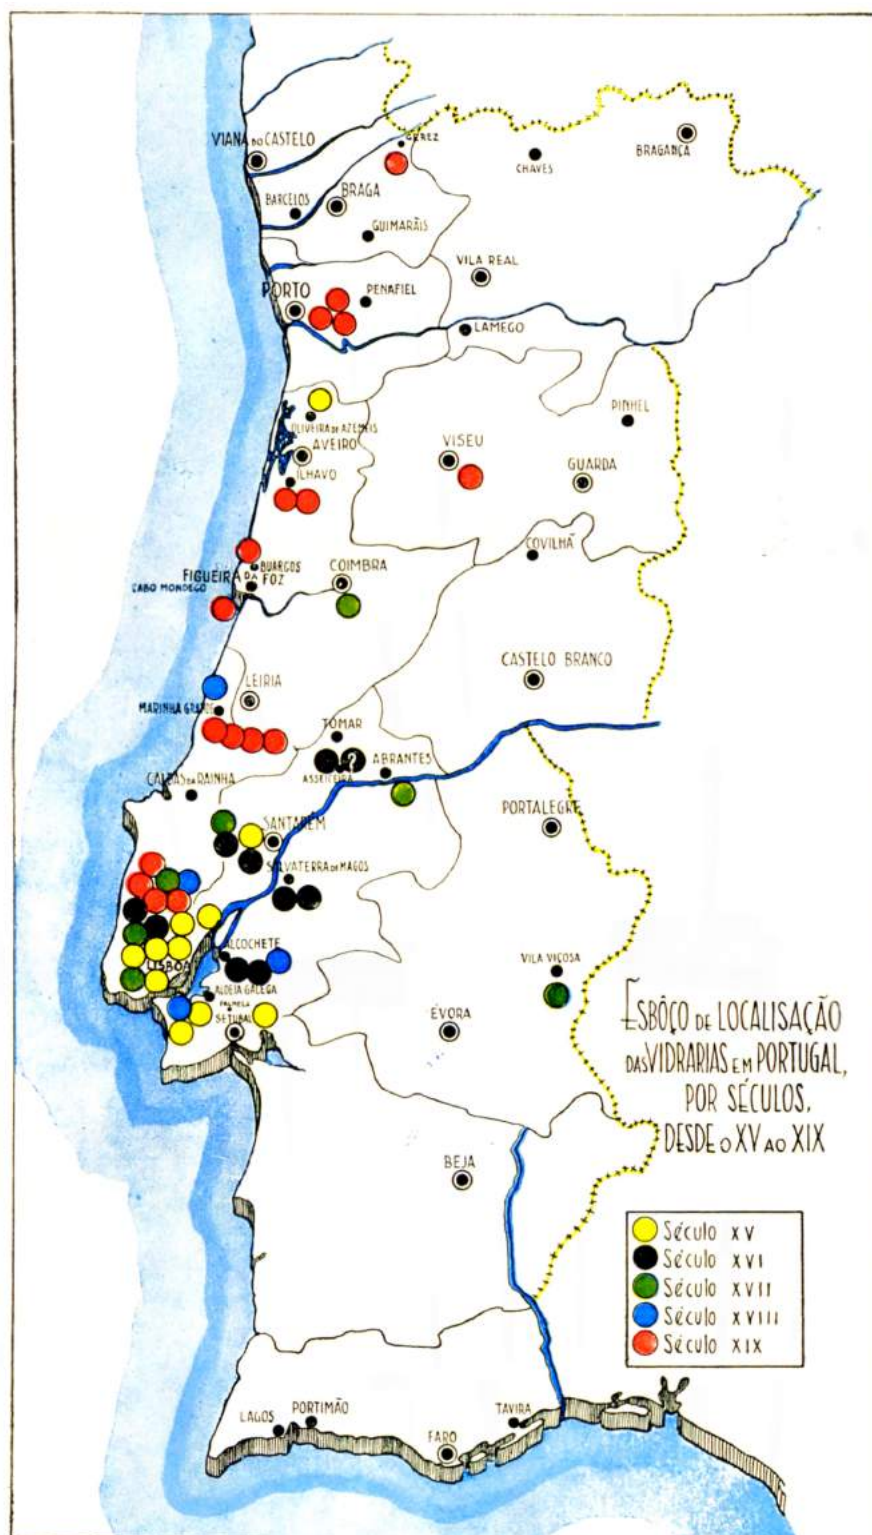 GEREZ
VIANA DO CASTELO
CHAVES
BRAGANÇA
BARCELOS
BRAGA
GUIMARÃIS
VILA REAL
PORTO
PENAFIEL
LAMEGO
OLIVEIRA DE AZEMEIS
AVEIRO
ILHAVO
VISEU
PINHEL
GUARDA
COVILHÃ
BUARCOS
FIGUEIRA DA FOZ
CABO MONDEGO
COIMBRA
CASTELO BRANCO
LEIRIA
MARINHA GRANDE
TOMAR
?
ASSEICEIRA
ABRANTES
CALDAS DA RAINHA
PORTALEGRE
SANTARÉM
SALVATERRA DE MAGOS
ALCOCHETE
LISBOA
ALDEIA GALEGA
PALMELA
SETUBAL
VILA VIÇOSA
ÉVORA
ESBÔÇO DE LOCALISAÇÃO
DAS VIDRARIAS EM PORTUGAL,
POR SÉCULOS,
DESDE O XV AO XIX
BEJA
Século XV
Século XVI
Século XVII
Século XVIII
Século XIX
LAGOS
PORTIMÃO
FARO
TAVIRA